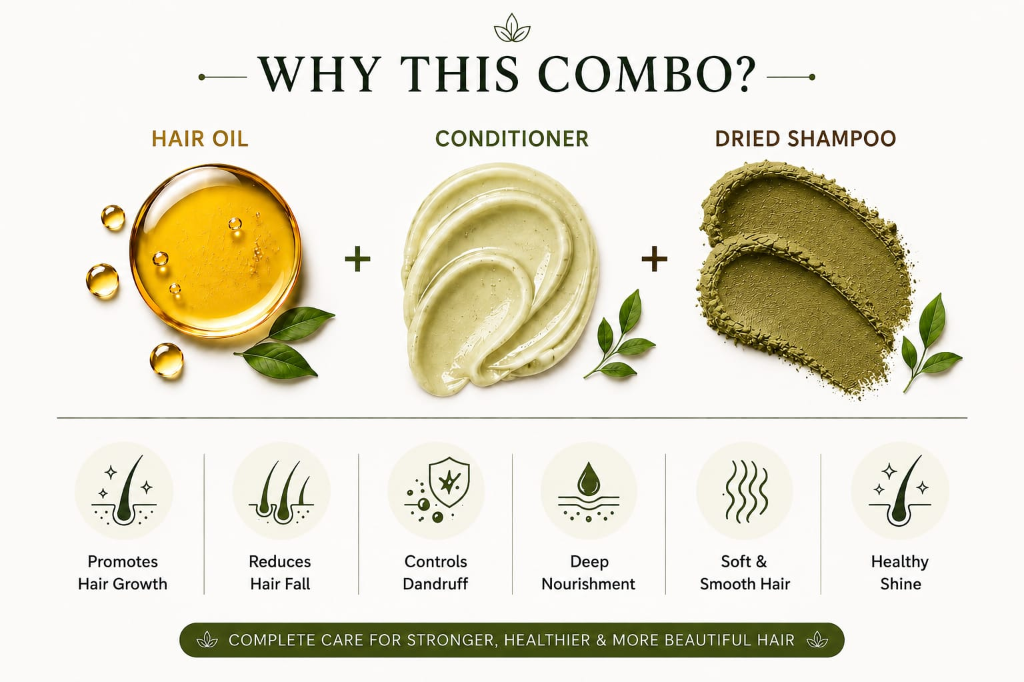 WHY THIS COMBO?
HAIR OIL
CONDITIONER
DRIED SHAMPOO
+
+
Promotes
Hair Growth
Reduces
Hair Fall
Controls
Dandruff
Deep
Nourishment
Soft &
Smooth Hair
Healthy
Shine
COMPLETE CARE FOR STRONGER, HEALTHIER & MORE BEAUTIFUL HAIR